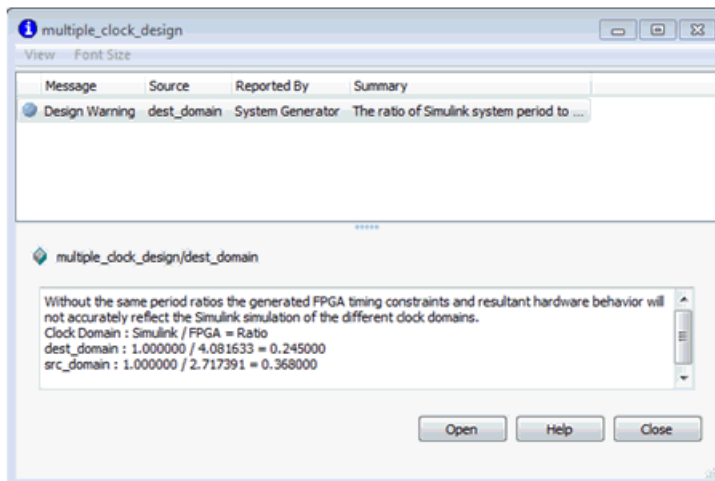 multiple_clock_design
View Font Size
Message Source Reported By Summary
Design Warning dest_domain System Generator The ratio of Simulink system period to ...
multiple_clock_design/dest_domain
Without the same period ratios the generated FPGA timing constraints and resultant hardware behavior will
not accurately reflect the Simulink simulation of the different clock domains.
Clock Domain : Simulink / FPGA = Ratio
dest_domain : 1.000000 / 4.081633 = 0.245000
src_domain : 1.000000 / 2.717391 = 0.368000
Open Help Close